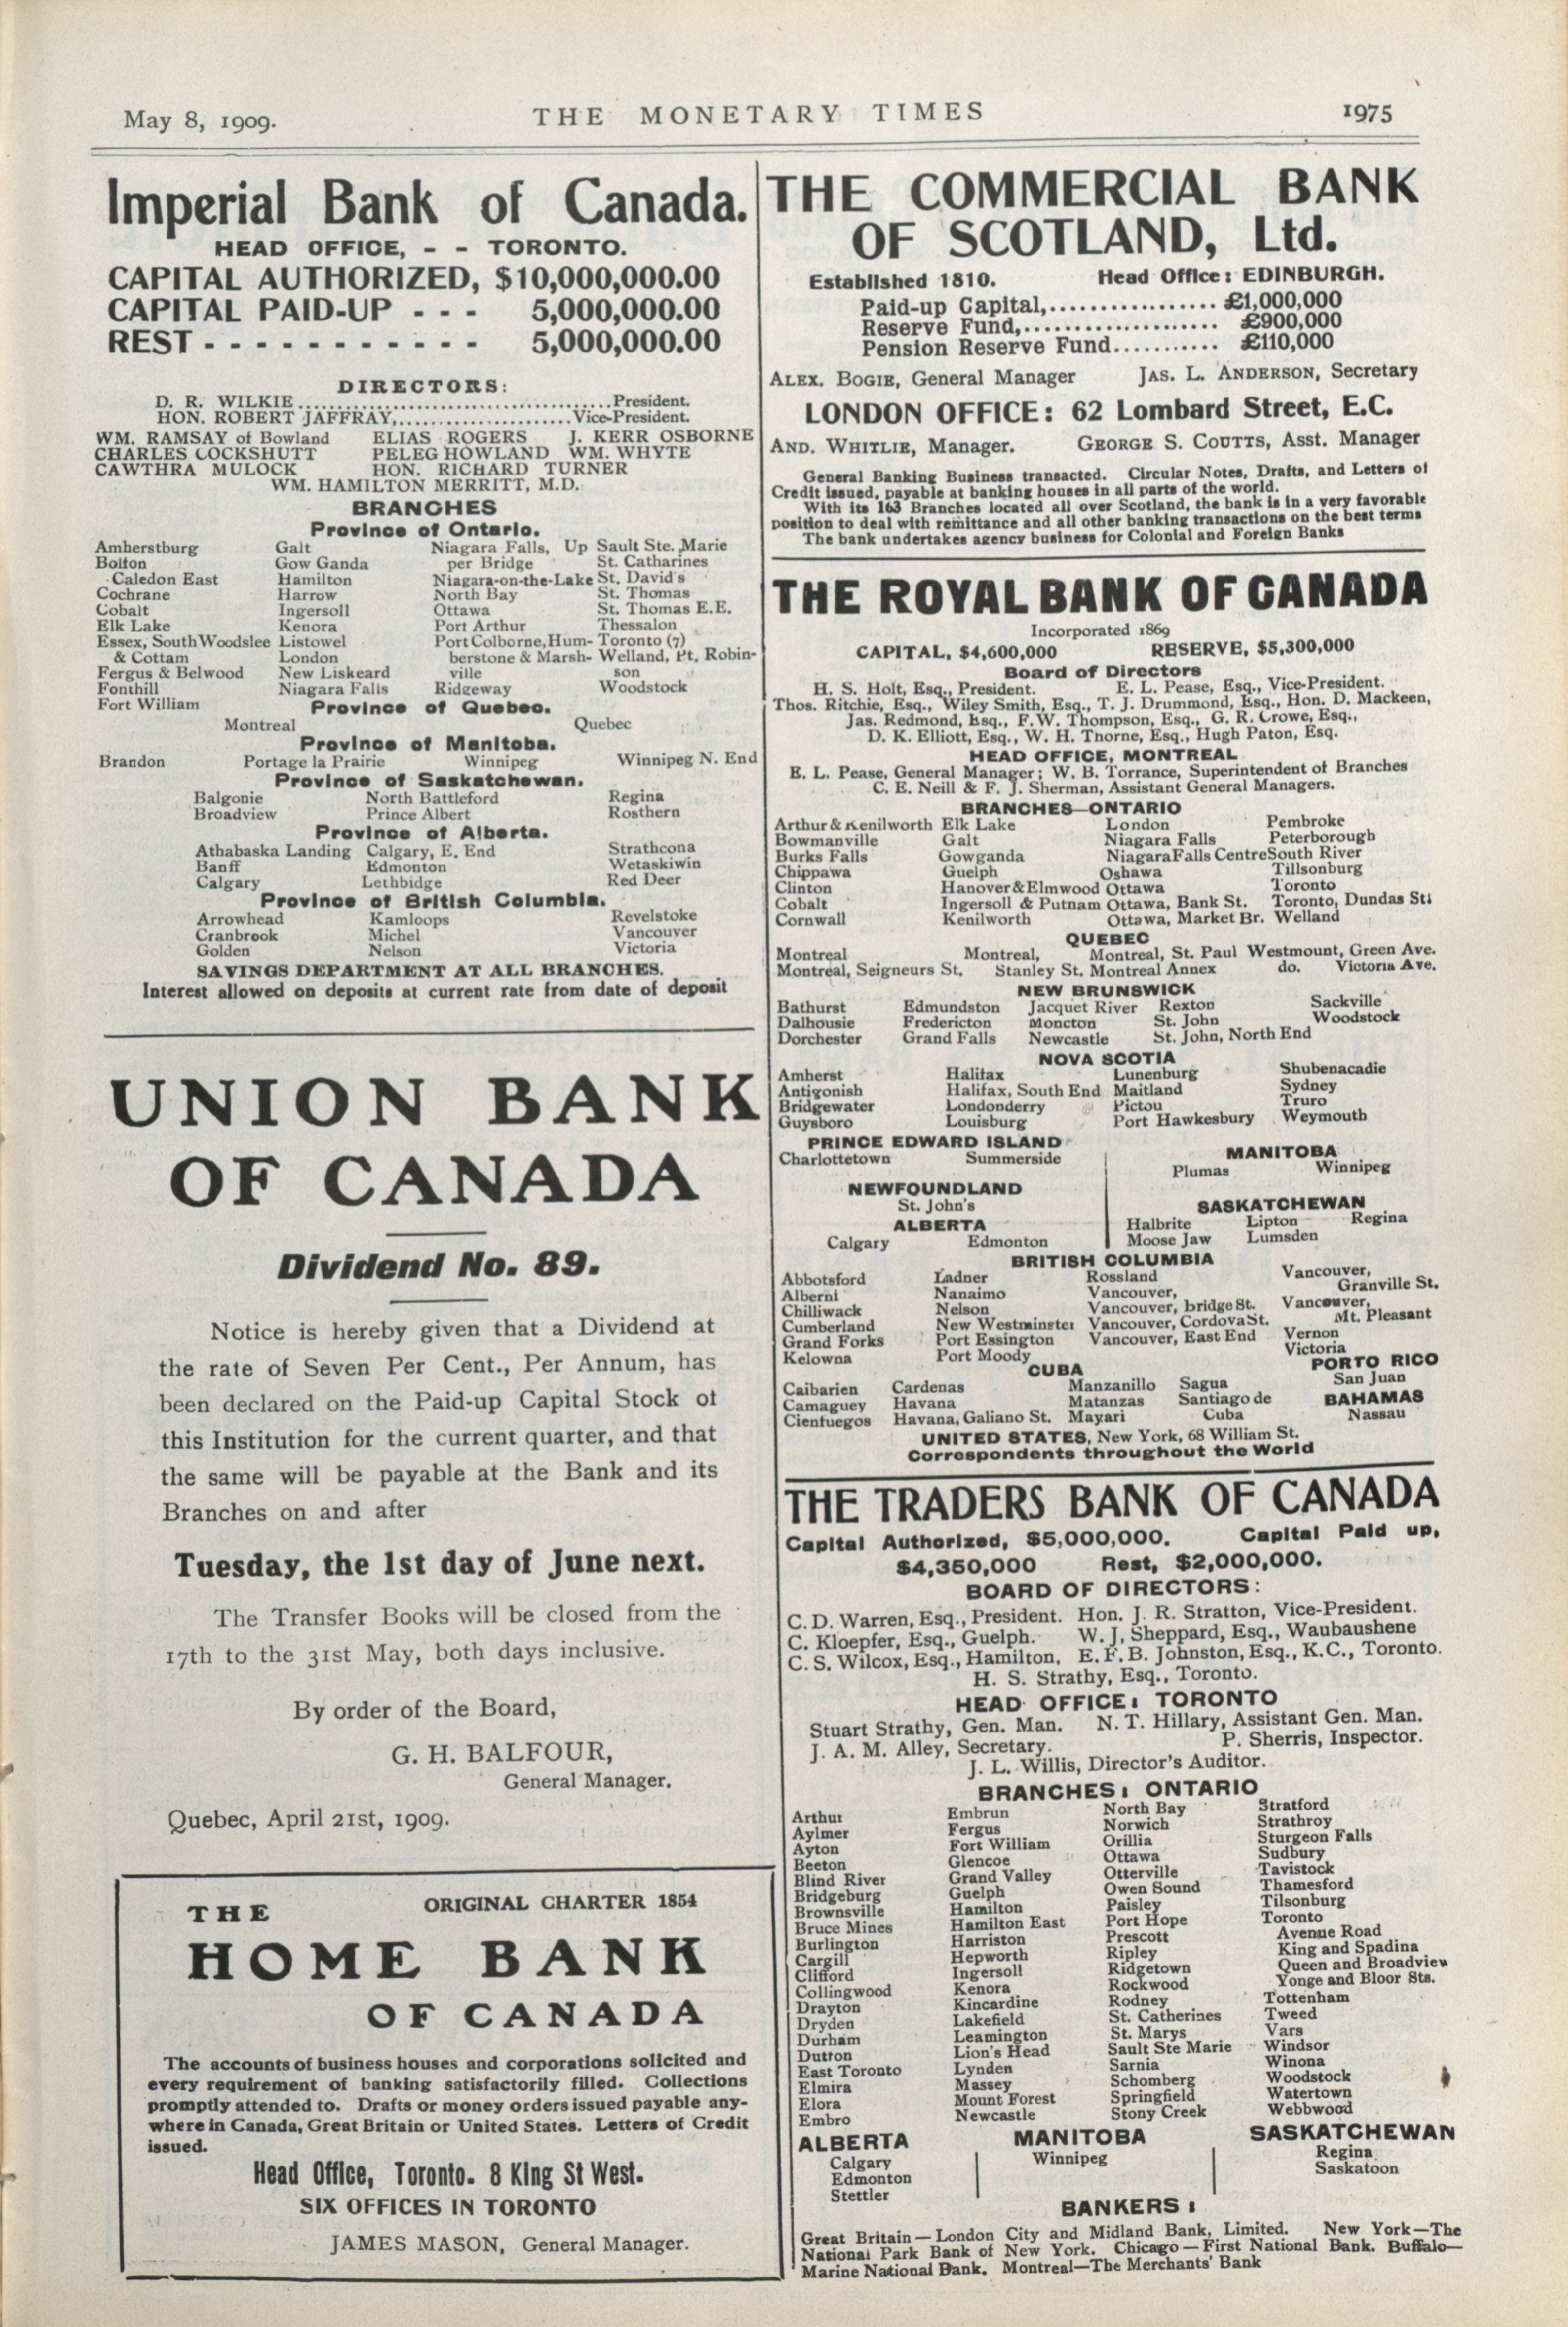 May 8, 1909.
THE MONETARY TIMES
1975
Imperial Bank of Canada.
HEAD OFFICE, - - TORONTO.
CAPITAL AUTHORIZED, $10,000,000.00
CAPITAL PAID-UP - - - 5,000,000.00
REST - - - - - - - - - - - 5,000,000.00
DIRECTORS:
D. R. WILKIE..........................................President.
HON. ROBERT JAFFRAY,.......................Vice-President.
WM. RAMSAY of Bowland ELIAS ROGERS J. KERR OSBORNE
CHARLES COCKSHUTT PELEG HOWLAND WM. WHYTE
CAWTHRA MULOCK HON. RICHARD TURNER
WM. HAMILTON MERRITT, M.D.
BRANCHES
Province of Ontario.
Amherstburg Galt Niagara Falls, Up Sault Ste. Marie
Bolton Gow Ganda per Bridge St. Catharines
Caledon East Hamilton Niagara-on-the-Lake St. David's
Cochrane Harrow North Bay St. Thomas
Cobalt Ingersoll Ottawa St. Thomas E.E.
Elk Lake Kenora Port Arthur Thessalon
Essex, South Woodslee Listowel Port Colborne, Hum- Toronto (7)
& Cottam London berstone & Marsh- Welland, Pt. Robin-
Fergus & Belwood New Liskeard ville son
Fonthill Niagara Falls Ridgeway Woodstock
Fort William
Province of Quebec.
Montreal Quebec
Province of Manitoba.
Brandon Portage la Prairie Winnipeg Winnipeg N. End
Province of Saskatchewan.
Balgonie North Battleford Regina
Broadview Prince Albert Rosthern
Province of Alberta.
Athabaska Landing Calgary, E. End Strathcona
Banff Edmonton Wetaskiwin
Calgary Lethbidge Red Deer
Province of British Columbia.
Arrowhead Kamloops Revelstoke
Cranbrook Michel Vancouver
Golden Nelson Victoria
SAVINGS DEPARTMENT AT ALL BRANCHES.
Interest allowed on deposits at current rate from date of deposit
UNION BANK
OF CANADA
Dividend No. 89.
Notice is hereby given that a Dividend at
the rate of Seven Per Cent., Per Annum, has
been declared on the Paid-up Capital Stock of
this Institution for the current quarter, and that
the same will be payable at the Bank and its
Branches on and after
Tuesday, the 1st day of June next.
The Transfer Books will be closed from the
17th to the 31st May, both days inclusive.
By order of the Board,
G. H. BALFOUR,
General Manager.
Quebec, April 21st, 1909.
ORIGINAL CHARTER 1854
THE
HOME BANK
OF CANADA
The accounts of business houses and corporations solicited and
every requirement of banking satisfactorily filled. Collections
promptly attended to. Drafts or money orders issued payable any-
where in Canada, Great Britain or United States. Letters of Credit
issued.
Head Office, Toronto. 8 King St West.
SIX OFFICES IN TORONTO
JAMES MASON, General Manager.
THE COMMERCIAL BANK
OF SCOTLAND, Ltd.
Established 1810. Head Office: EDINBURGH.
Paid-up Capital,................. £1,000,000
Reserve Fund,.................... £900,000
Pension Reserve Fund........... £110,000
ALEX. BOGIE, General Manager JAS. L. ANDERSON, Secretary
LONDON OFFICE: 62 Lombard Street, E.C.
AND. WHITLIE, Manager. GEORGE S. COUTTS, Asst. Manager
General Banking Business transacted. Circular Notes, Drafts, and Letters of
Credit issued, payable at banking houses in all parts of the world.
With its 163 Branches located all over Scotland, the bank is in a very favorable
position to deal with remittance and all other banking transactions on the best terms
The bank undertakes agency business for Colonial and Foreign Banks
THE ROYAL BANK OF CANADA
Incorporated 1869
CAPITAL, $4,600,000 RESERVE, $5,300,000
Board of Directors
H. S. Holt, Esq., President. E. L. Pease, Esq., Vice-President.
Thos. Ritchie, Esq., Wiley Smith, Esq., T. J. Drummond, Esq., Hon. D. Mackeen,
Jas. Redmond, Esq., F.W. Thompson, Esq., G. R. Crowe, Esq.,
D. K. Elliott, Esq., W. H. Thorne, Esq., Hugh Paton, Esq.
HEAD OFFICE, MONTREAL
E. L. Pease, General Manager; W. B. Torrance, Superintendent of Branches
C. E. Neill & F. J. Sherman, Assistant General Managers.
BRANCHES—ONTARIO
Arthur & Kenilworth Elk Lake London Pembroke
Bowmanville Galt Niagara Falls Peterborough
Burks Falls Gowganda Niagara Falls Centre South River
Chippawa Guelph Oshawa Tillsonburg
Clinton Hanover & Elmwood Ottawa Toronto
Cobalt Ingersoll & Putnam Ottawa, Bank St. Toronto, Dundas St.
Cornwall Kenilworth Ottawa, Market Br. Welland
QUEBEC
Montreal Montreal, Montreal, St. Paul Westmount, Green Ave.
Montreal, Seigneurs St. Stanley St. Montreal Annex do. Victoria Ave.
NEW BRUNSWICK
Bathurst Edmundston Jacquet River Rexton Sackville
Dalhousie Fredericton Moncton St. John Woodstock
Dorchester Grand Falls Newcastle St. John, North End
NOVA SCOTIA
Amherst Halifax Lunenburg Shubenacadie
Antigonish Halifax, South End Maitland Sydney
Bridgewater Londonderry Pictou Truro
Guysboro Louisburg Port Hawkesbury Weymouth
PRINCE EDWARD ISLAND
Charlottetown Summerside
MANITOBA
Plumas Winnipeg
NEWFOUNDLAND
St. John's
SASKATCHEWAN
Halbrite Lipton Regina
Moose Jaw Lumsden
ALBERTA
Calgary Edmonton
BRITISH COLUMBIA
Abbotsford Ladner Rossland Vancouver,
Alberni Nanaimo Vancouver, Granville St.
Chilliwack Nelson Vancouver, bridge St. Vancouver,
Cumberland New Westminster Vancouver, Cordova St. Mt. Pleasant
Grand Forks Port Essington Vancouver, East End Vernon
Kelowna Port Moody Victoria
CUBA
PORTO RICO
San Juan
Caibarien Cardenas Manzanillo Sagua
Camaguey Havana Matanzas Santiago de
Cienfuegos Havana, Galiano St. Mayari Cuba
BAHAMAS
Nassau
UNITED STATES, New York, 68 William St.
Correspondents throughout the World
THE TRADERS BANK OF CANADA
Capital Authorized, $5,000,000. Capital Paid up,
$4,350,000 Rest, $2,000,000.
BOARD OF DIRECTORS:
C. D. Warren, Esq., President. Hon. J. R. Stratton, Vice-President.
C. Kloepfer, Esq., Guelph. W. J. Sheppard, Esq., Waubaushene
C. S. Wilcox, Esq., Hamilton, E. F. B. Johnston, Esq., K.C., Toronto.
H. S. Strathy, Esq., Toronto.
HEAD OFFICE: TORONTO
Stuart Strathy, Gen. Man. N. T. Hillary, Assistant Gen. Man.
J. A. M. Alley, Secretary. P. Sherris, Inspector.
J. L. Willis, Director's Auditor.
BRANCHES: ONTARIO
Arthur Embrun North Bay Stratford
Aylmer Fergus Norwich Strathroy
Ayton Fort William Orillia Sturgeon Falls
Beeton Glencoe Ottawa Sudbury
Blind River Grand Valley Otterville Tavistock
Bridgeburg Guelph Owen Sound Thamesford
Brownsville Hamilton Paisley Tilsonburg
Bruce Mines Hamilton East Port Hope Toronto
Burlington Harriston Prescott Avenue Road
Cargill Hepworth Ripley King and Spadina
Clifford Ingersoll Ridgetown Queen and Broadview
Collingwood Kenora Rockwood Yonge and Bloor Sts.
Drayton Kincardine Rodney Tottenham
Dryden Lakefield St. Catherines Tweed
Durham Leamington St. Marys Vars
Dutton Lion's Head Sault Ste Marie Windsor
East Toronto Lynden Sarnia Winona
Elmira Massey Schomberg Woodstock
Elora Mount Forest Springfield Watertown
Embro Newcastle Stony Creek Webbwood
ALBERTA
Calgary
Edmonton
Stettler
MANITOBA
Winnipeg
SASKATCHEWAN
Regina
Saskatoon
BANKERS:
Great Britain—London City and Midland Bank, Limited. New York—The
National Park Bank of New York. Chicago—First National Bank. Buffalo—
Marine National Bank. Montreal—The Merchants' Bank